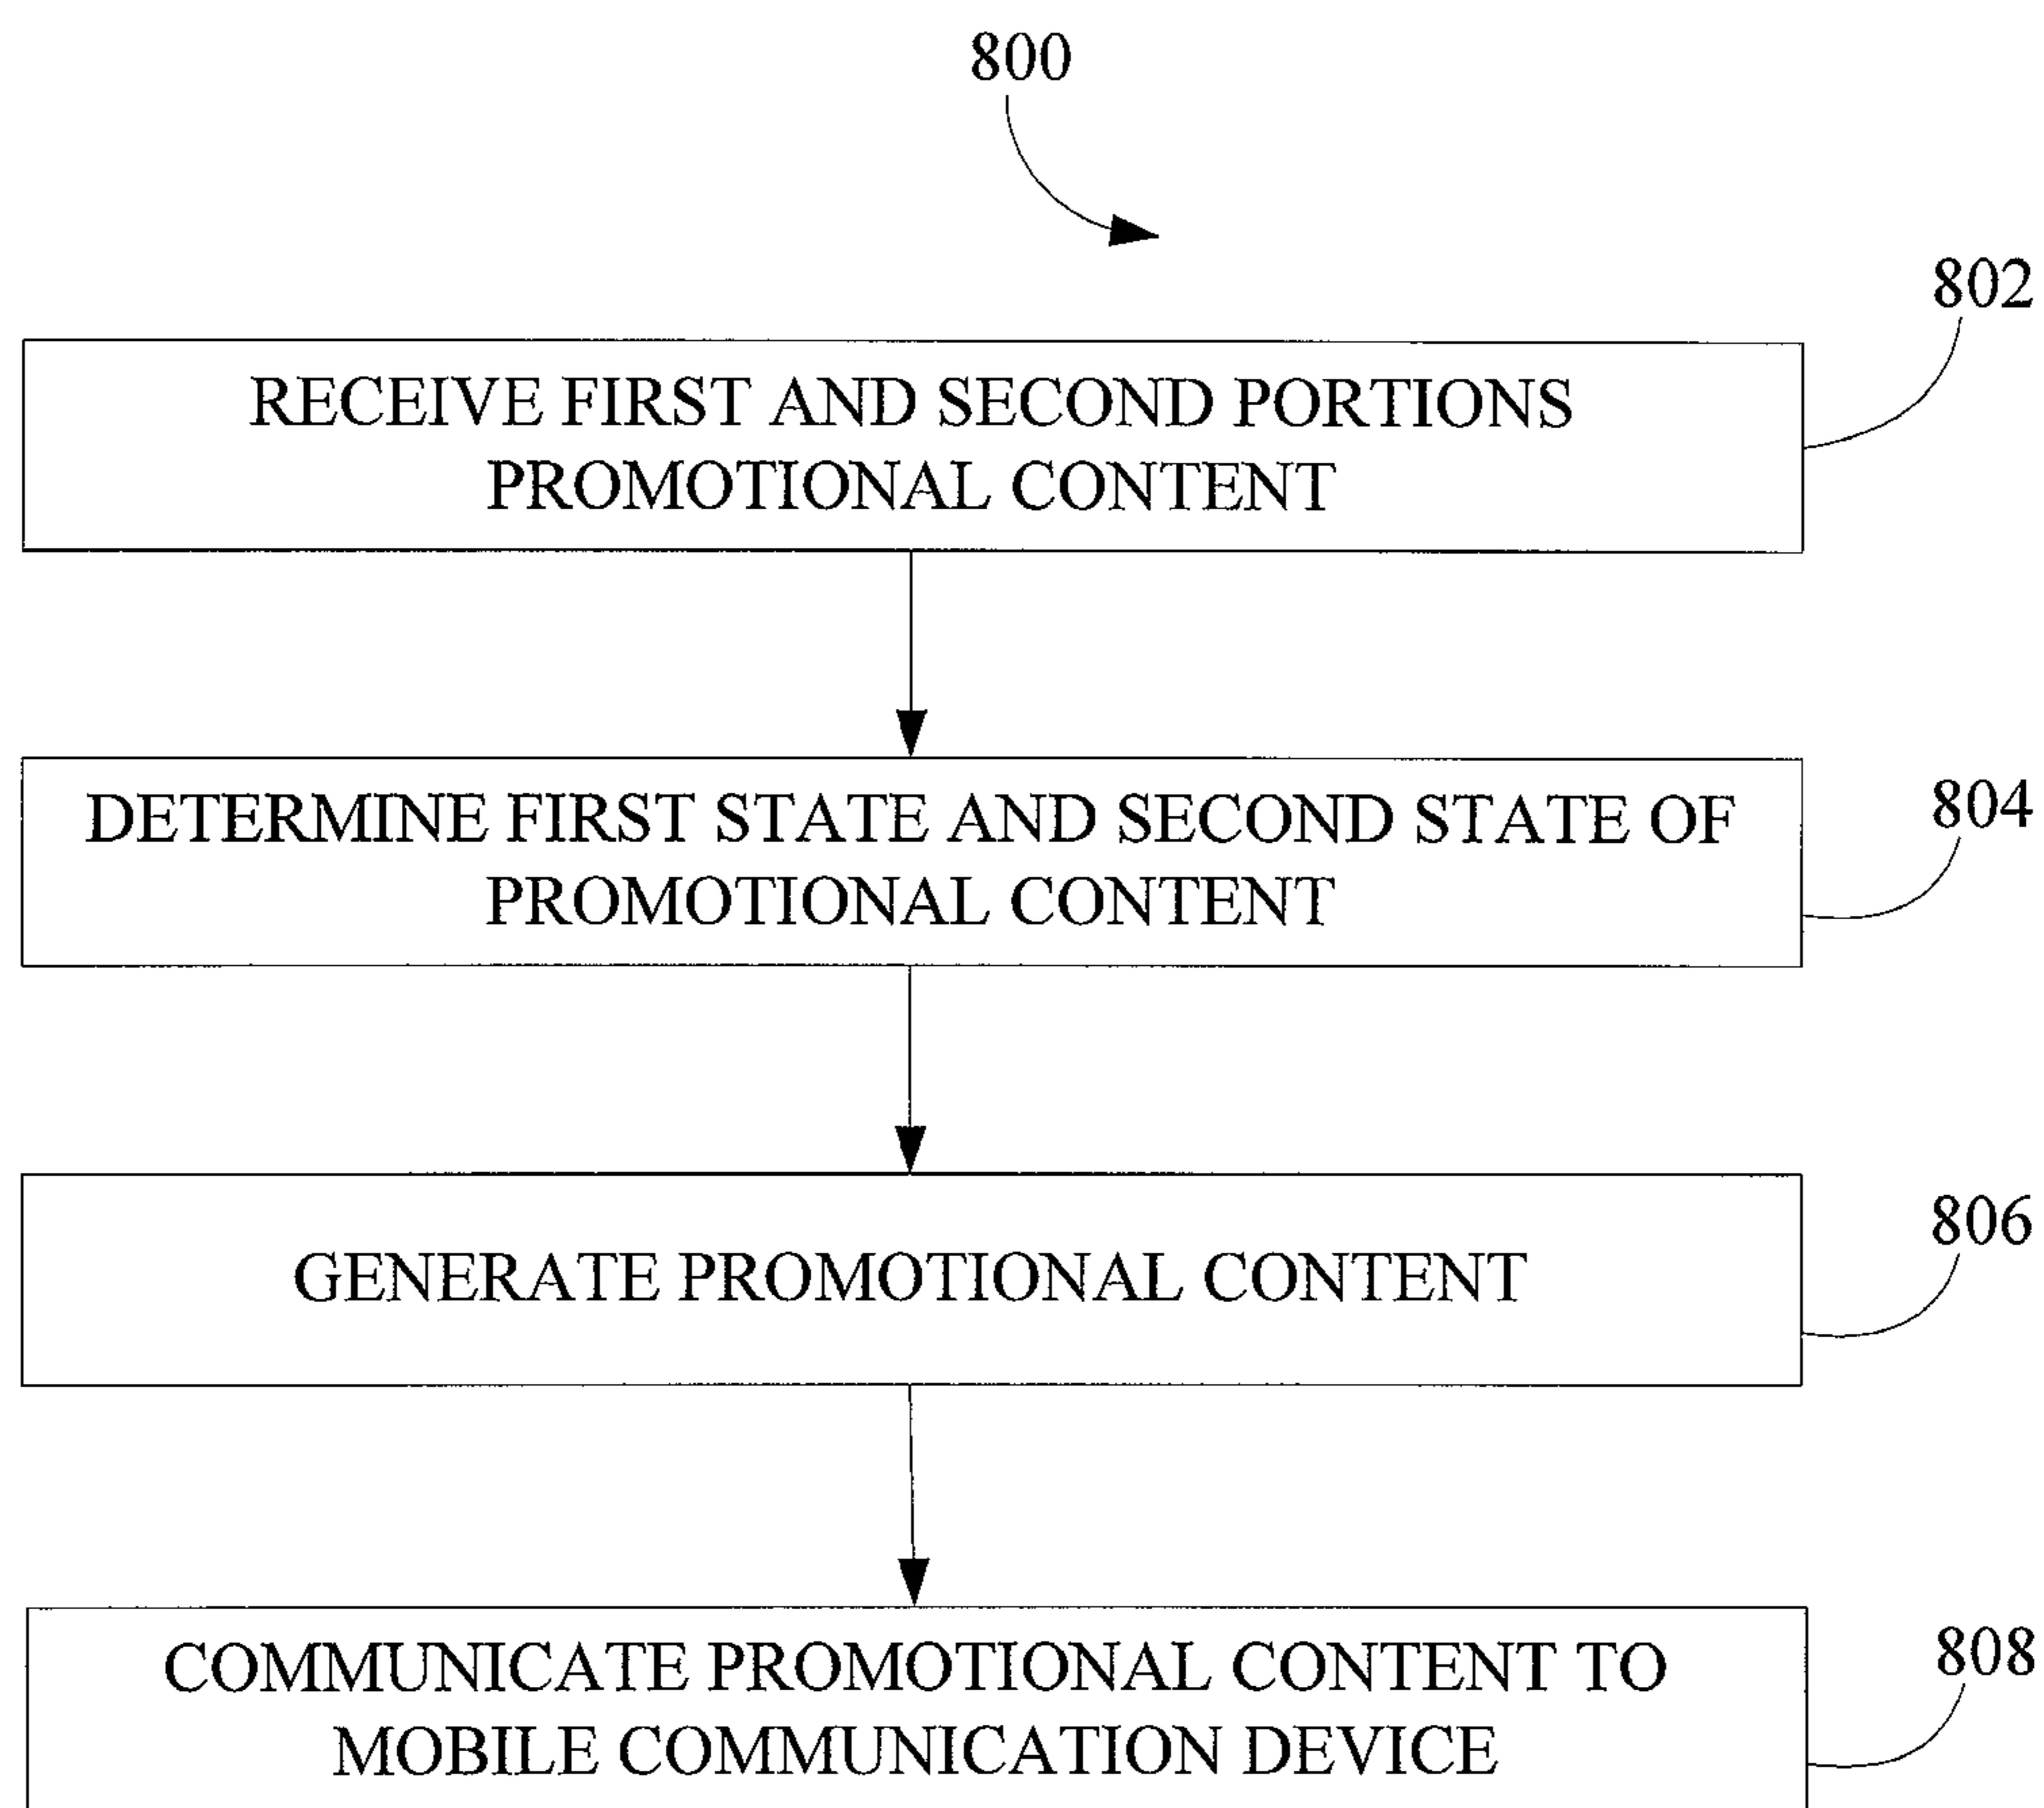 800
802
RECEIVE FIRST AND SECOND PORTIONS
PROMOTIONAL CONTENT
804
DETERMINE FIRST STATE AND SECOND STATE OF
PROMOTIONAL CONTENT
806
GENERATE PROMOTIONAL CONTENT
808
COMMUNICATE PROMOTIONAL CONTENT TO
MOBILE COMMUNICATION DEVICE